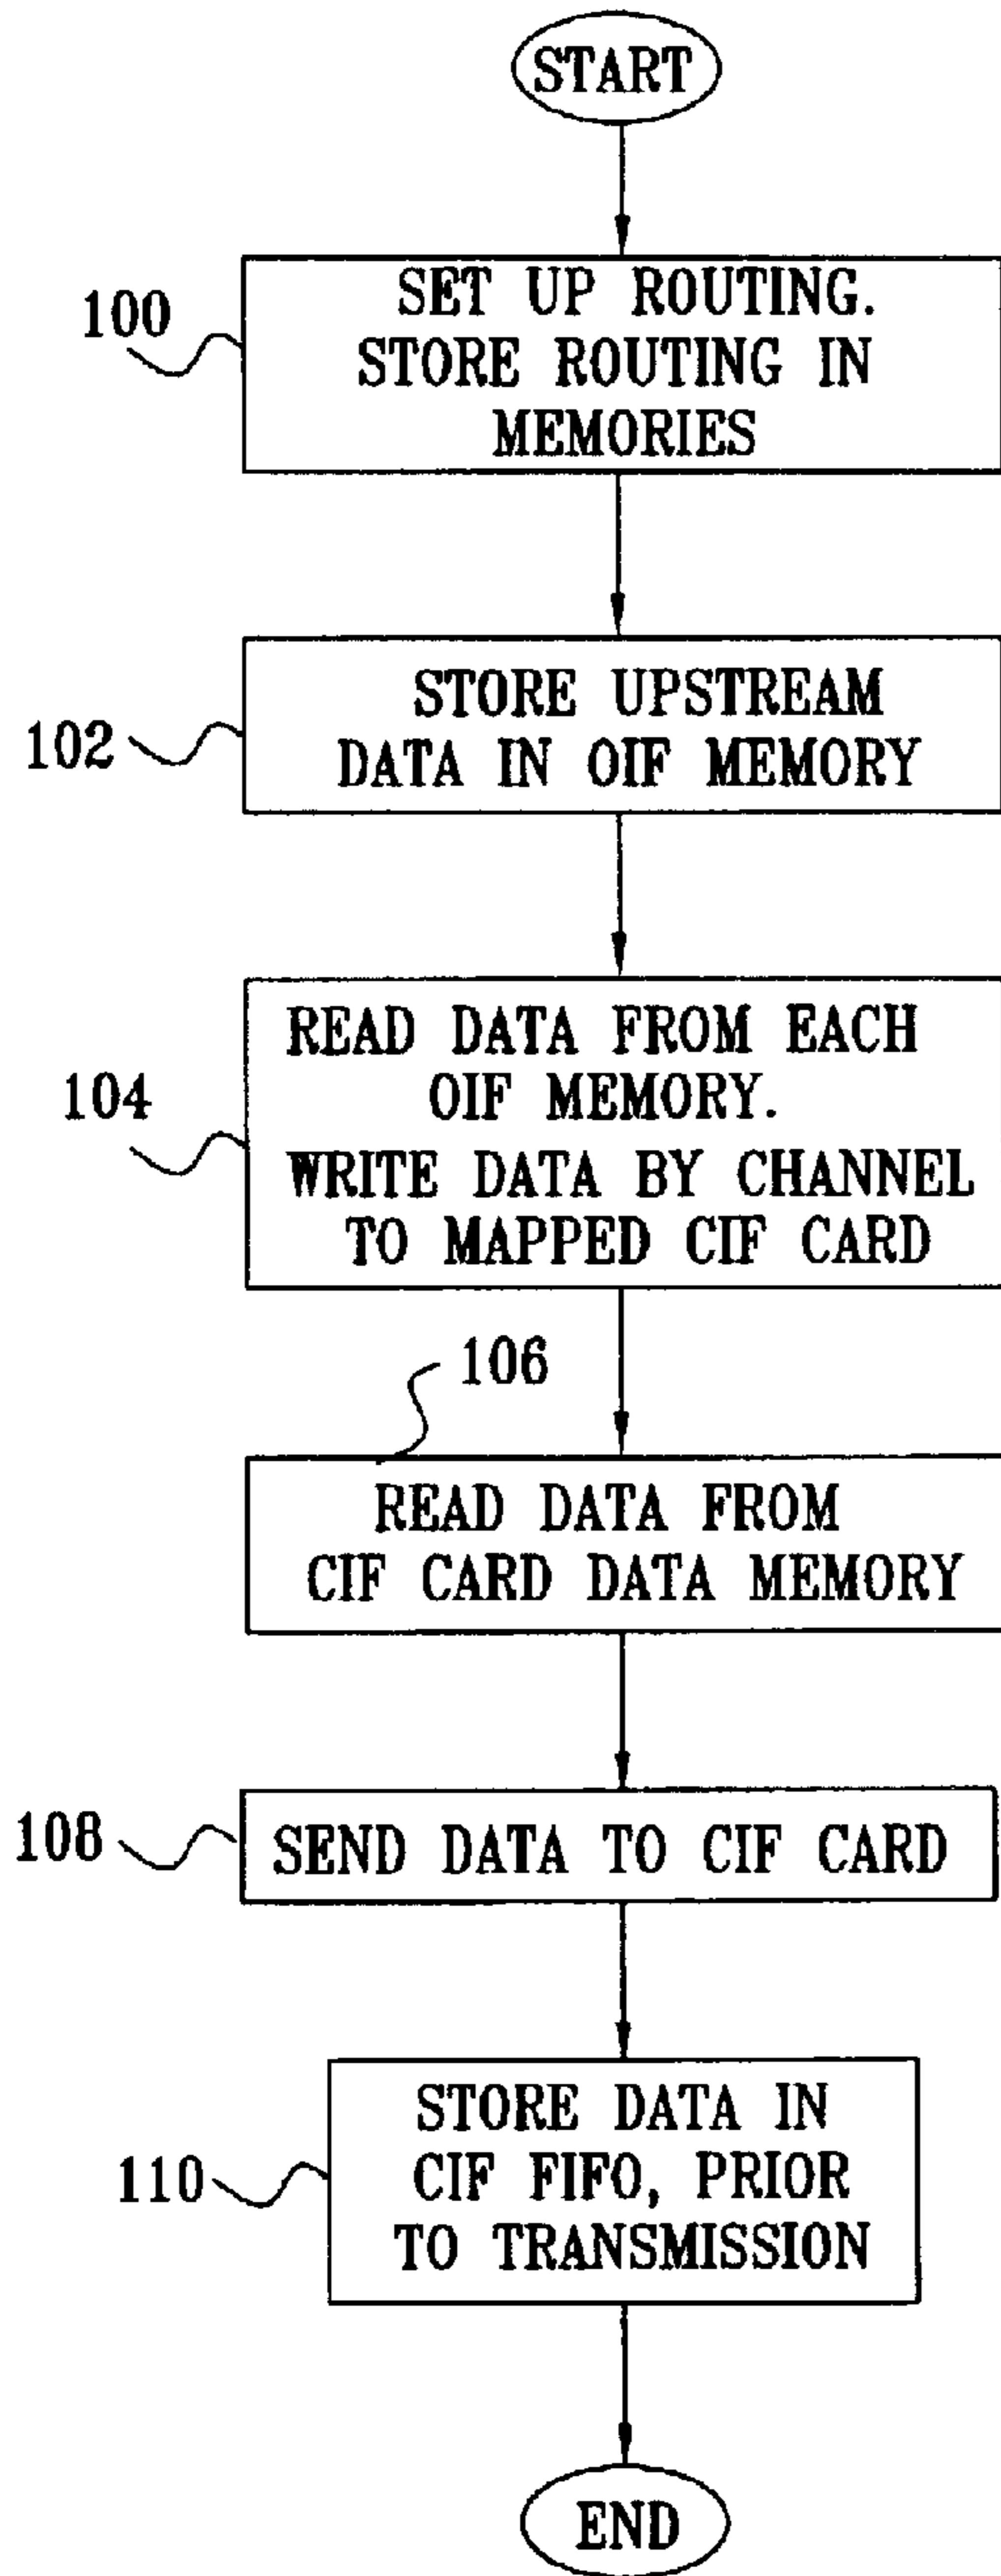 START
100
SET UP ROUTING.
STORE ROUTING IN
MEMORIES
102
STORE UPSTREAM
DATA IN OIF MEMORY
104
READ DATA FROM EACH
OIF MEMORY.
WRITE DATA BY CHANNEL
TO MAPPED CIF CARD
106
READ DATA FROM
CIF CARD DATA MEMORY
108
SEND DATA TO CIF CARD
110
STORE DATA IN
CIF FIFO, PRIOR
TO TRANSMISSION
END